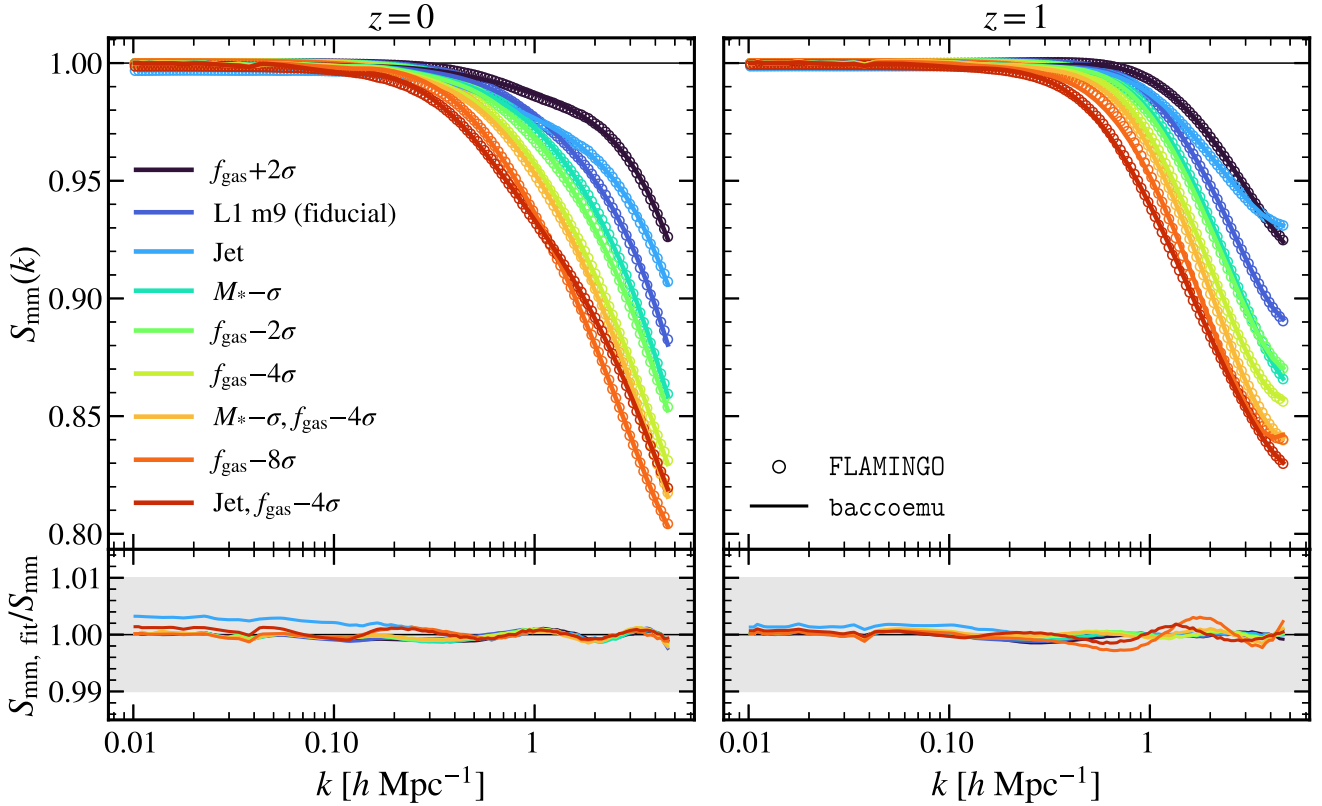 z = 0
z = 1
1.00
0.95
0.90
0.85
0.80
S_mm(k)
f_gas+2σ
L1 m9 (fiducial)
Jet
M_*−σ
f_gas−2σ
f_gas−4σ
M_*−σ, f_gas−4σ
f_gas−8σ
Jet, f_gas−4σ
FLAMINGO
baccoemu
1.01
1.00
0.99
S_mm, fit/S_mm
0.01
0.10
1
0.01
0.10
1
k [h Mpc⁻¹]
k [h Mpc⁻¹]